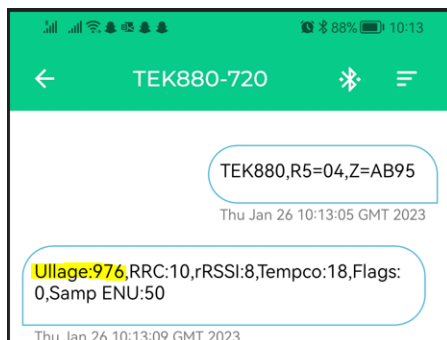 88% 10:13
TEK880-720
TEK880,R5=04,Z=AB95
Thu Jan 26 10:13:05 GMT 2023
Ullage:976,RRC:10,rRSSI:8,Tempco:18,Flags:
0,Samp ENU:50
Thu Jan 26 10:13:09 GMT 2023